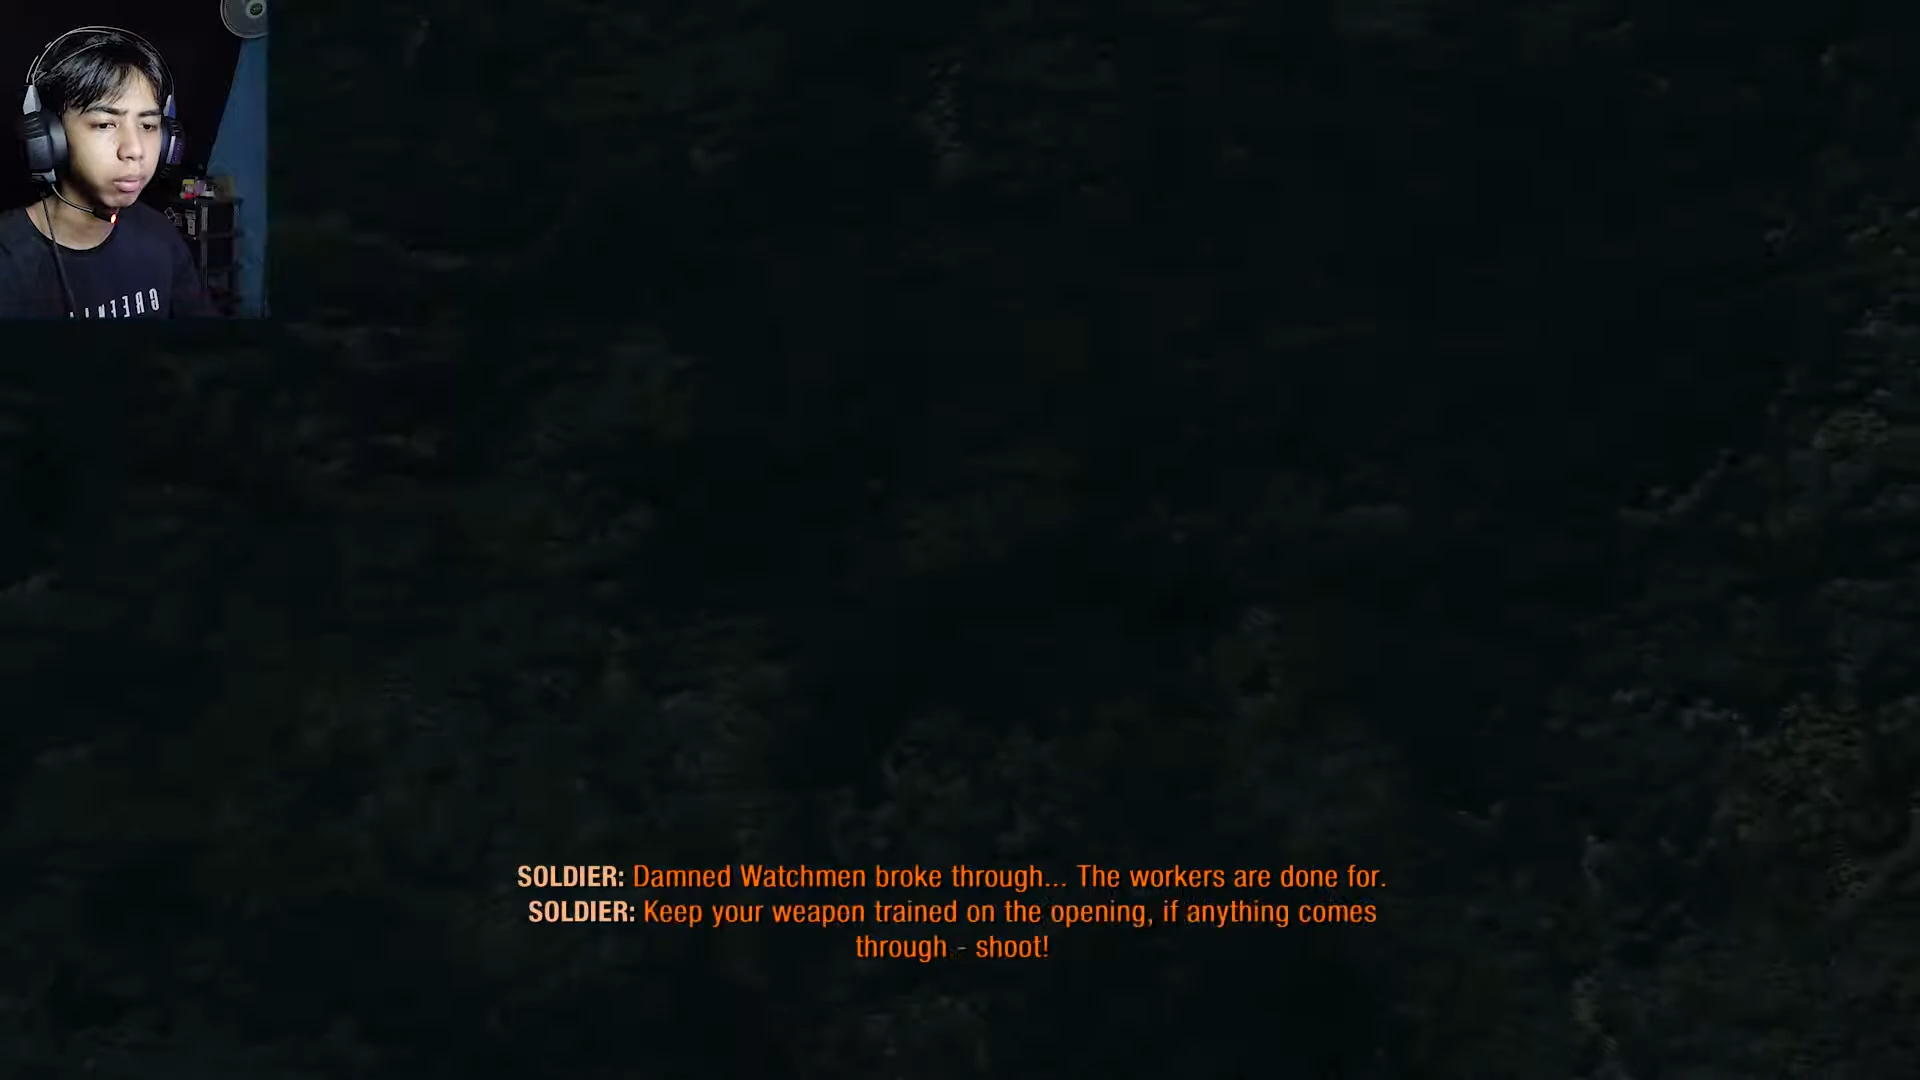 SOLDIER: Damned Watchmen broke through... The workers are done for.
SOLDIER: Keep your weapon trained on the opening, if anything comes
through - shoot!